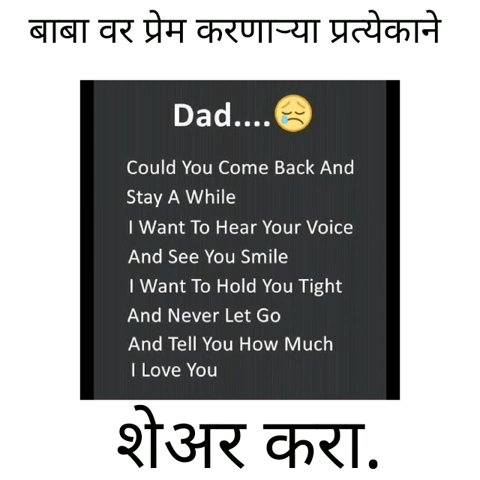 बाबा वर प्रेम करणाऱ्या प्रत्येकाने
Dad....😢
Could You Come Back And
Stay A While
I Want To Hear Your Voice
And See You Smile
I Want To Hold You Tight
And Never Let Go
And Tell You How Much
I Love You
शेअर करा.